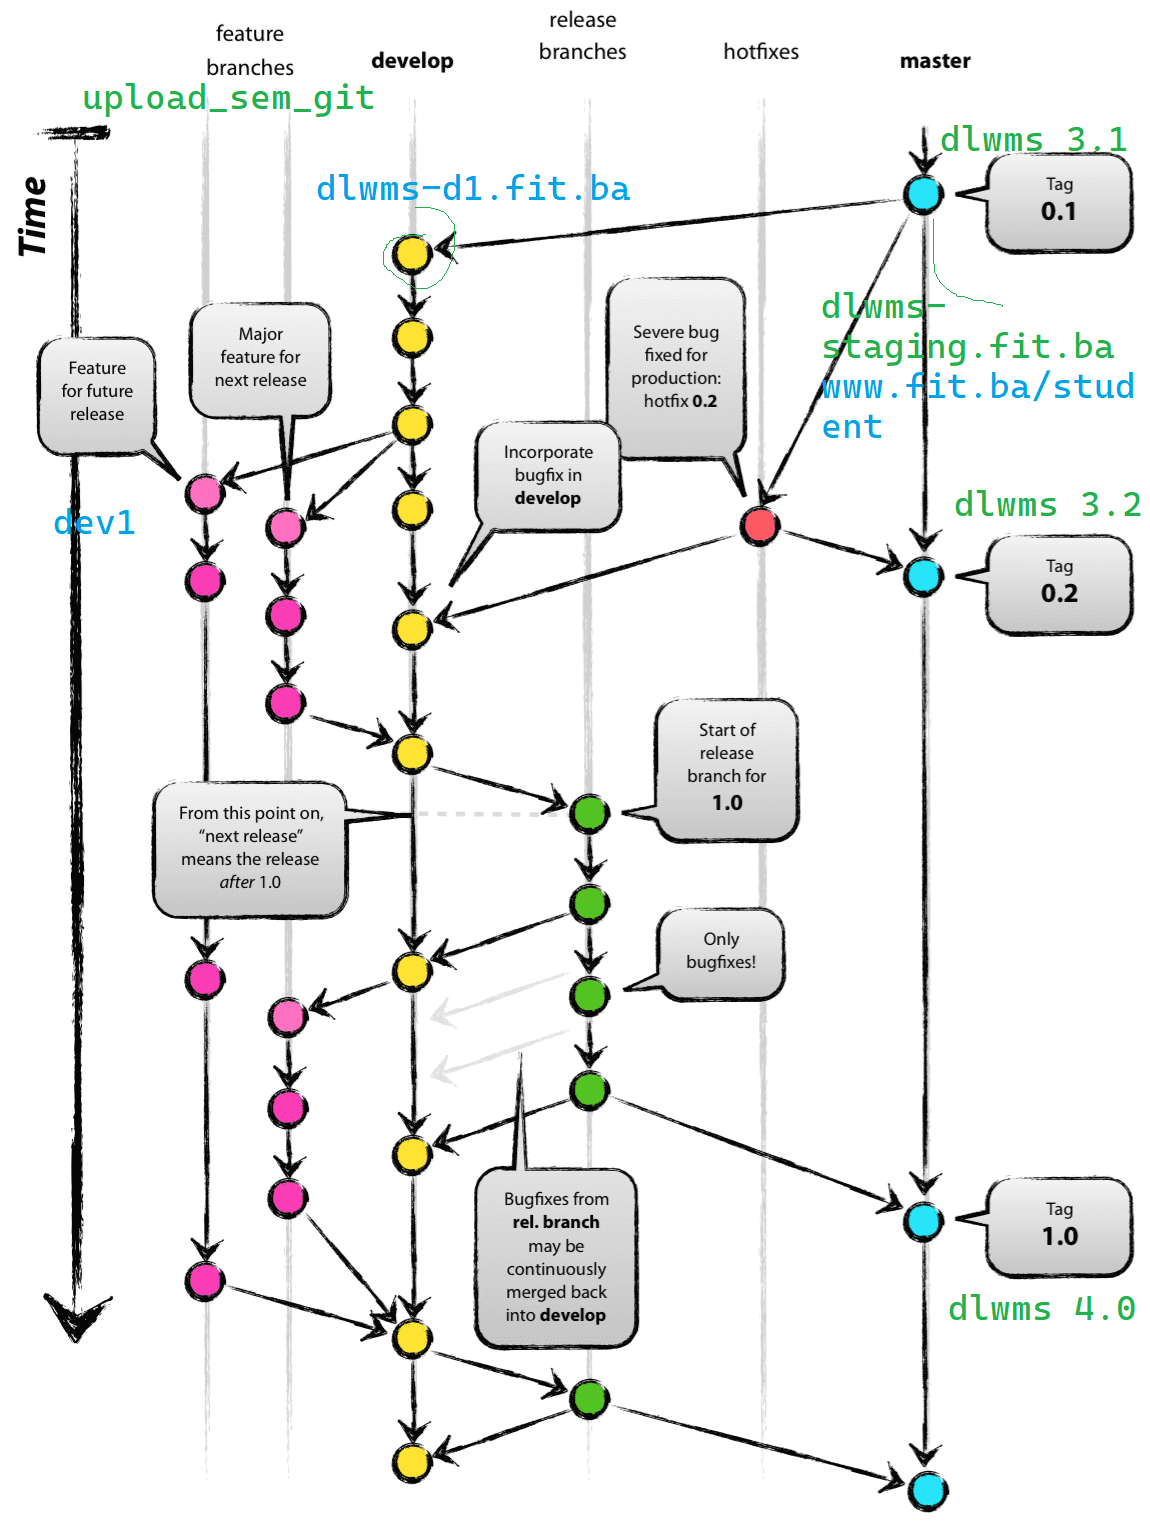 feature
branches
develop
release
branches
hotfixes
master
upload_sem_git
dlwms 3.1
Time
dlwms-d1.fit.ba
Tag
0.1
Major
feature for
next release
Feature
for future
release
Severe bug
fixed for
production:
hotfix 0.2
dlwms-
staging.fit.ba
www.fit.ba/stud
ent
Incorporate
bugfix in
develop
dev1
dlwms 3.2
Tag
0.2
Start of
release
branch for
1.0
From this point on,
“next release”
means the release
after 1.0
Only
bugfixes!
Bugfixes from
rel. branch
may be
continuously
merged back
into develop
Tag
1.0
dlwms 4.0